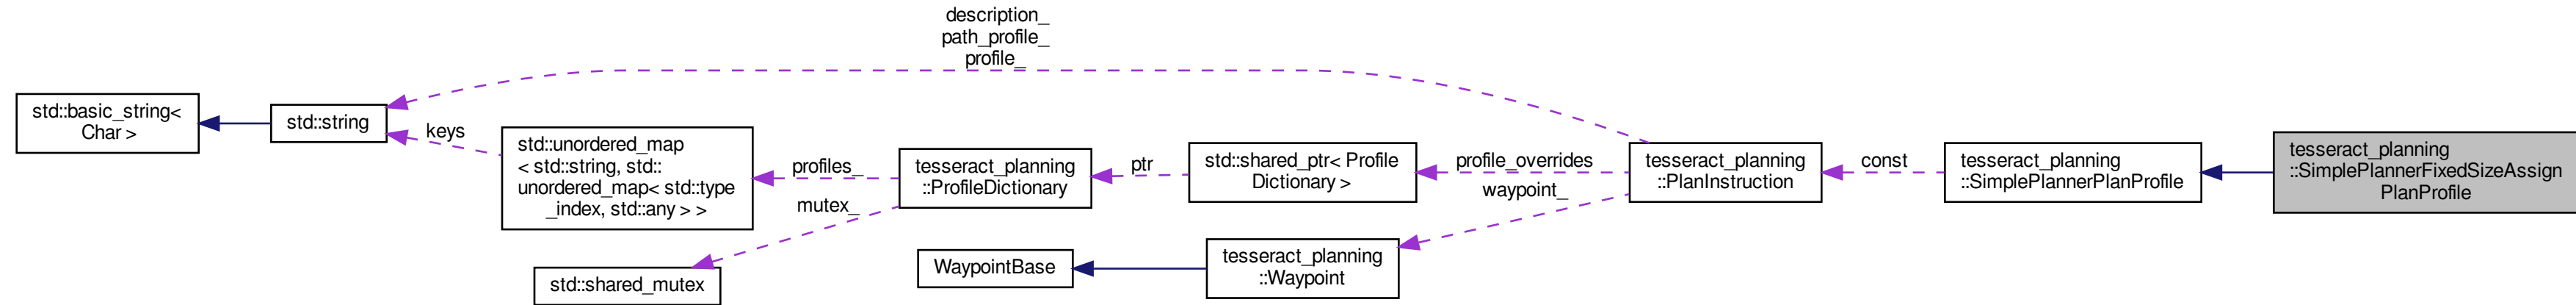 description_
path_profile_
profile_
std::basic_string<
Char >
std::string
keys
std::unordered_map
< std::string, std::
unordered_map< std::type
_index, std::any > >
profiles_
mutex_
std::shared_mutex
tesseract_planning
::ProfileDictionary
ptr
std::shared_ptr< Profile
Dictionary >
profile_overrides
waypoint_
WaypointBase
tesseract_planning
::Waypoint
tesseract_planning
::PlanInstruction
const
tesseract_planning
::SimplePlannerPlanProfile
tesseract_planning
::SimplePlannerFixedSizeAssign
PlanProfile